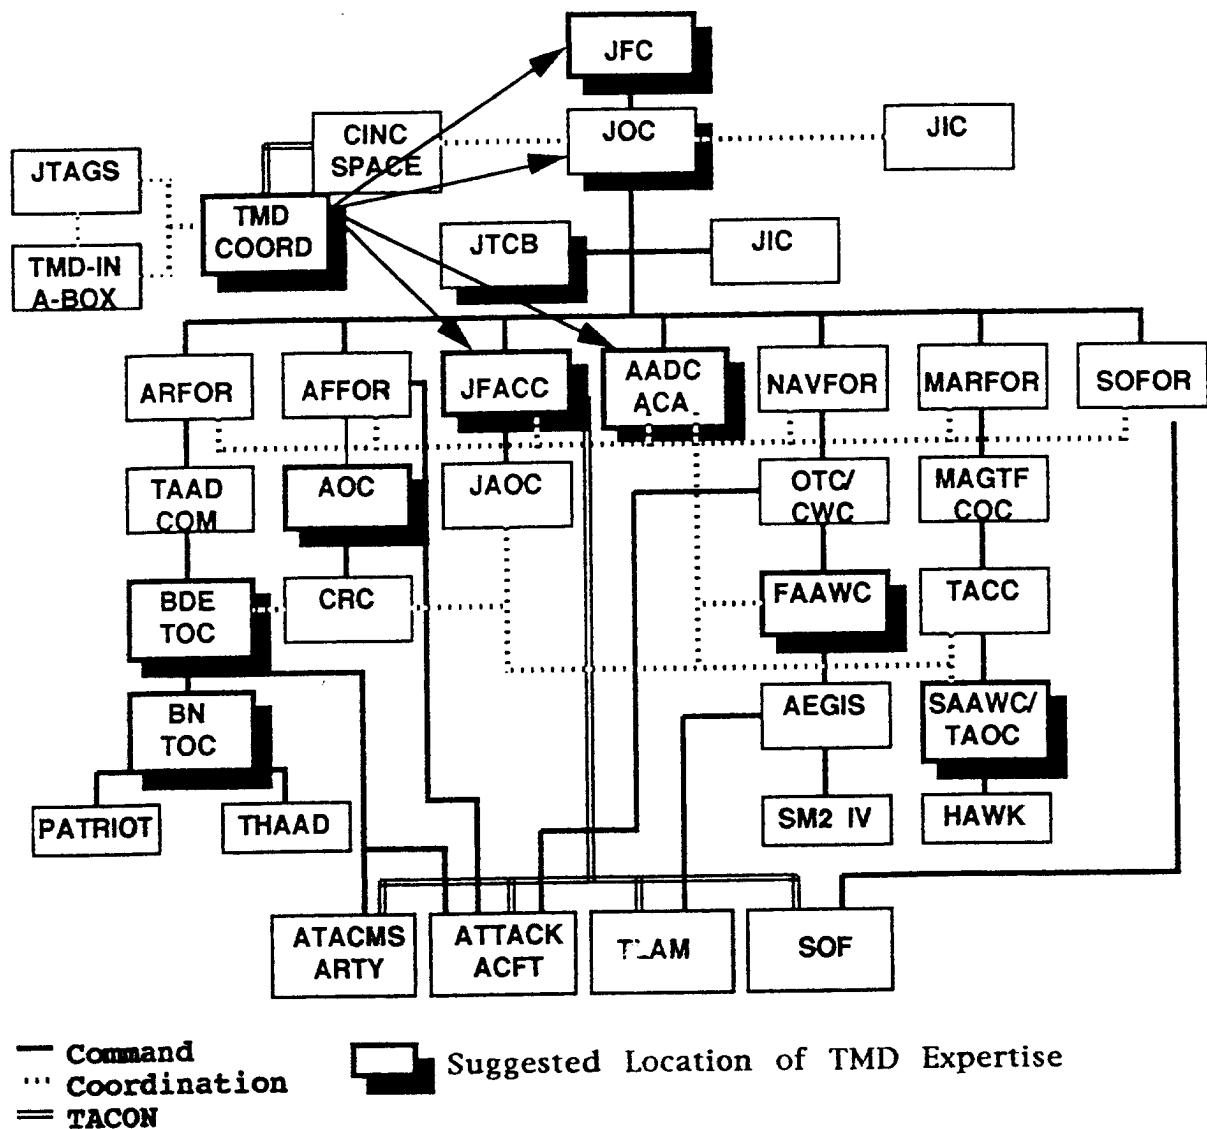 JFC
CINC
SPACE
JOC
JIC
JTAGS
TMD
COORD
JTCB
JIC
TMD-IN
A-BOX
ARFOR
AFFOR
JFACC
AADC
ACA
NAVFOR
MARFOR
SOFOR
TAAD
COM
AOC
JAOC
OTC/
CWC
MAGTF
COC
BDE
TOC
CRC
FAAWC
TACC
BN
TOC
AEGIS
SAAWC/
TAOC
PATRIOT
THAAD
SM2 IV
HAWK
ATACMS
ARTY
ATTACK
ACFT
TLAM
SOF
Command
Coordination
TACON
Suggested Location of TMD Expertise